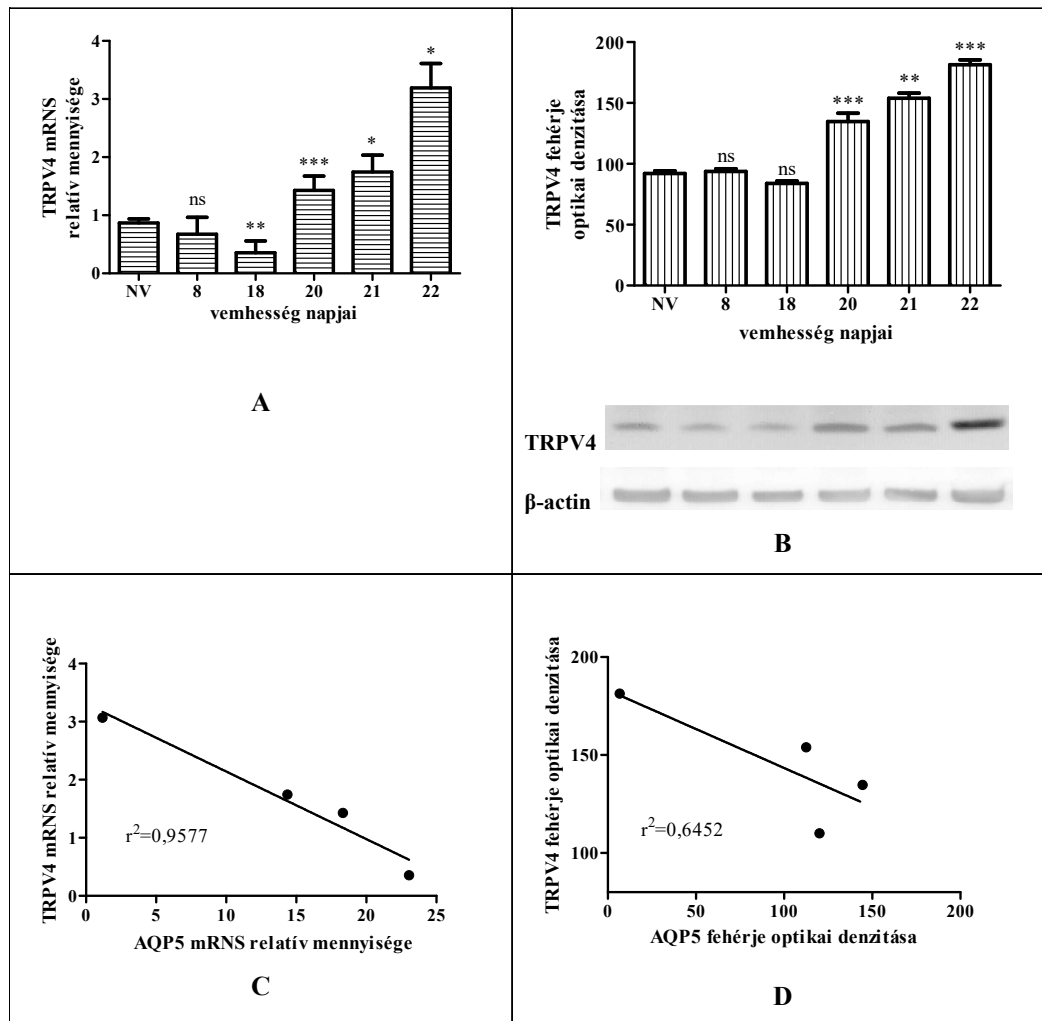 TRPV4 mRNS
relatív mennyisége
4
3
2
1
0
ns
**
***
*
*
NV 8 18 20 21 22
vemhesség napjai
A
TRPV4 fehérje
optikai denzitása
200
150
100
50
0
ns
ns
***
**
***
NV 8 18 20 21 22
vemhesség napjai
TRPV4
β-actin
B
TRPV4 mRNS relatív mennyisége
4
3
2
1
0
r²=0,9577
0 5 10 15 20 25
AQP5 mRNS relatív mennyisége
C
TRPV4 fehérje optikai denzitása
200
150
100
r²=0,6452
0 50 100 150 200
AQP5 fehérje optikai denzitása
D